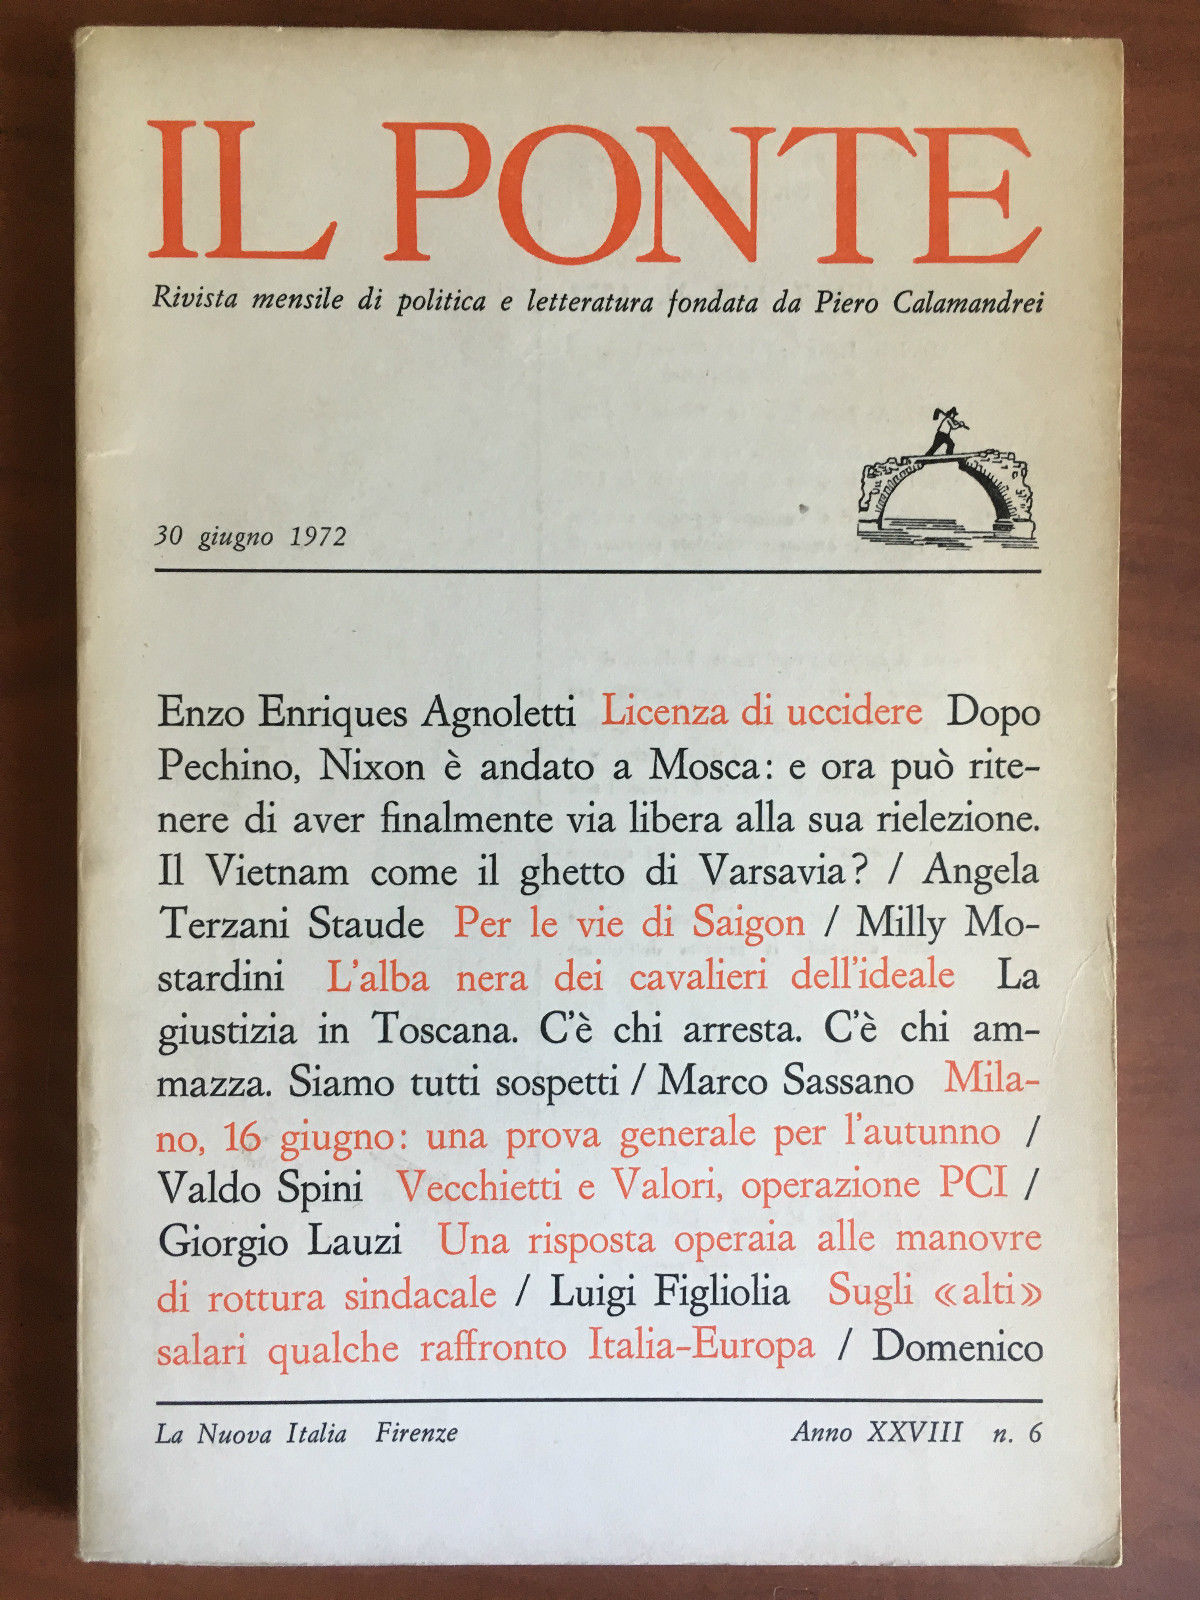 IL PONTE
Rivista mensile di politica e letteratura fondata da Piero Calamandrei
30 giugno 1972
Enzo Enriques Agnoletti Licenza di uccidere Dopo
Pechino, Nixon è andato a Mosca: e ora può rite-
nere di aver finalmente via libera alla sua rielezione.
Il Vietnam come il ghetto di Varsavia? / Angela
Terzani Staude Per le vie di Saigon / Milly Mo-
stardini L'alba nera dei cavalieri dell'ideale La
giustizia in Toscana. C'è chi arresta. C'è chi am-
mazza. Siamo tutti sospetti / Marco Sassano Mila-
no, 16 giugno: una prova generale per l'autunno /
Valdo Spini Vecchietti e Valori, operazione PCI /
Giorgio Lauzi Una risposta operaia alle manovre
di rottura sindacale / Luigi Figliolia Sugli «alti»
salari qualche raffronto Italia-Europa / Domenico
La Nuova Italia Firenze Anno XXVIII n. 6